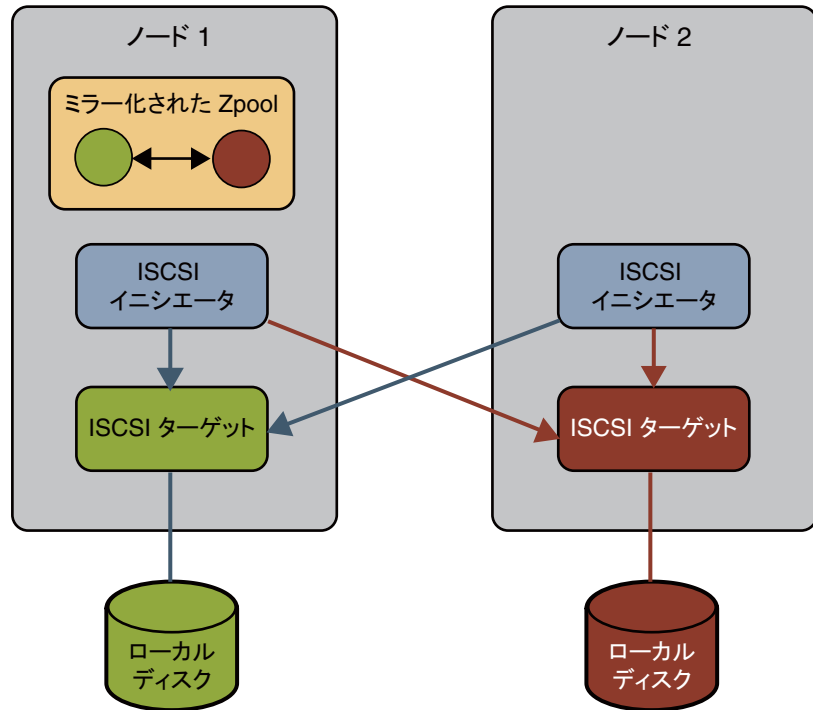 ノード 1
ミラー化された Zpool
ISCSI
イニシエータ
ISCSI ターゲット
ローカル
ディスク
ノード 2
ISCSI
イニシエータ
ISCSI ターゲット
ローカル
ディスク